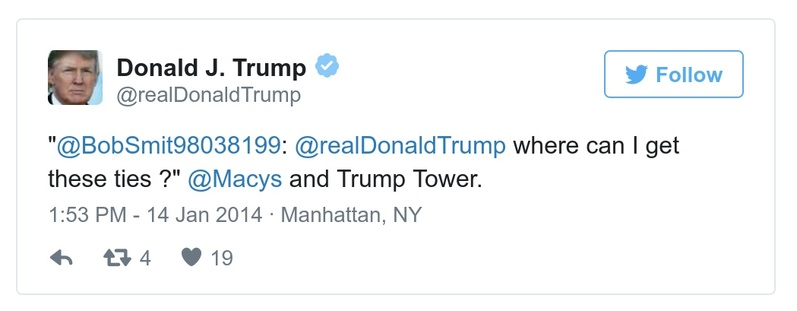 Donald J. Trump
@realDonaldTrump
Follow
"@BobSmit98038199: @realDonaldTrump where can I get
these ties ?" @Macys and Trump Tower.
1:53 PM - 14 Jan 2014 · Manhattan, NY
4 19